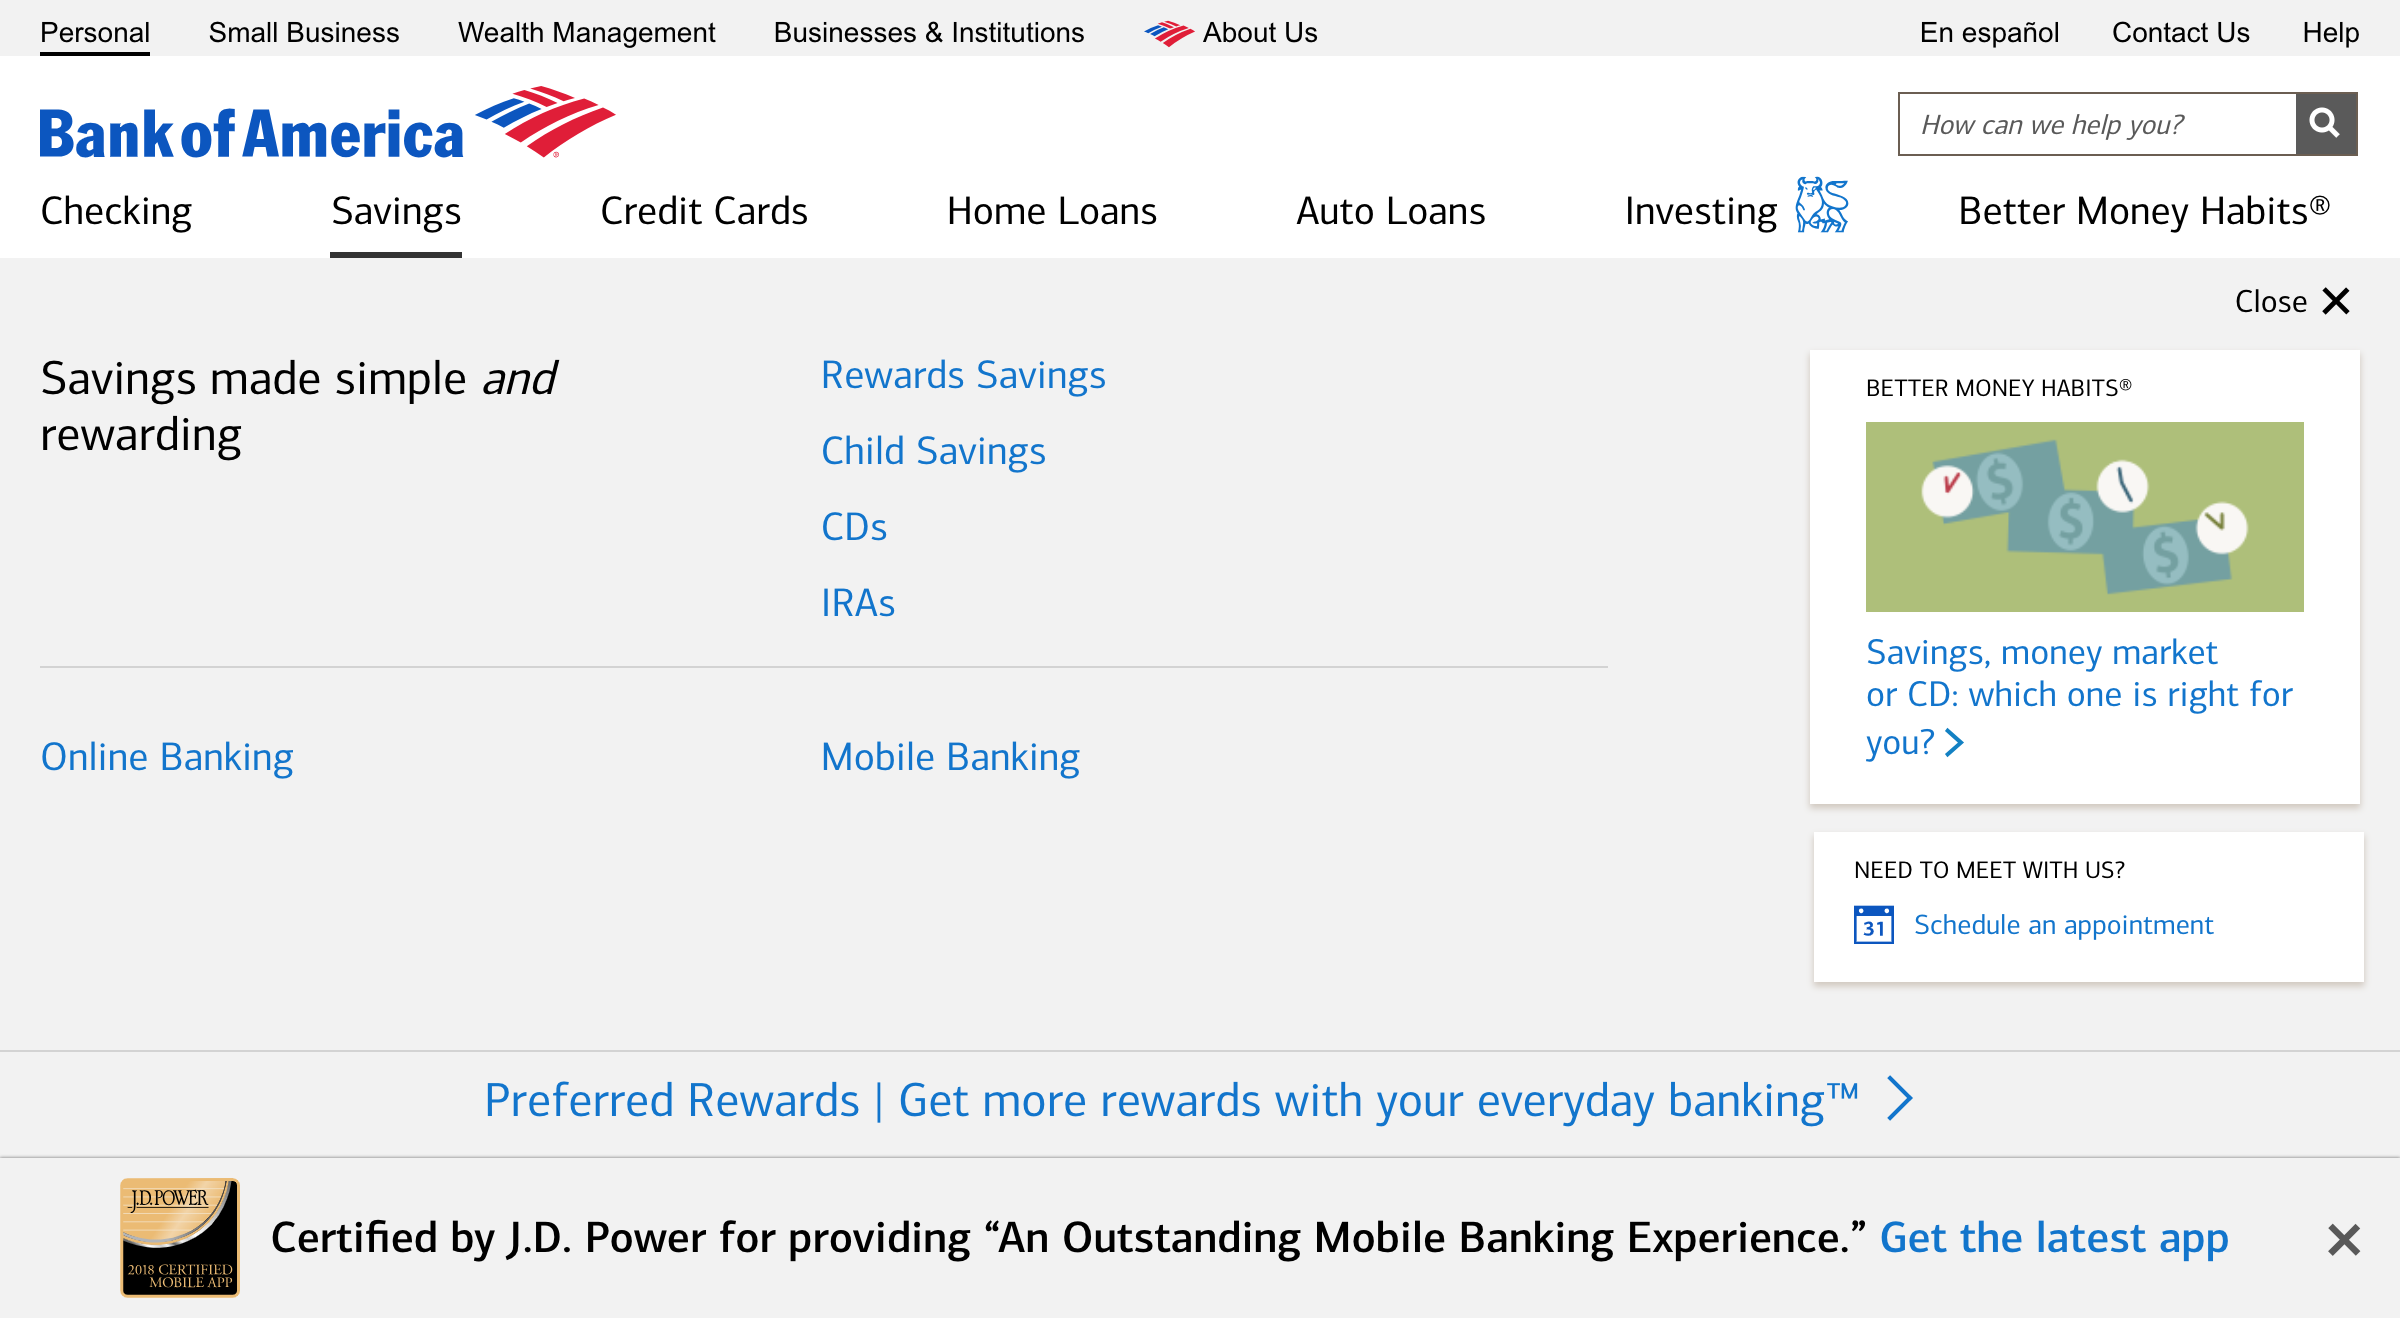 Personal
Small Business
Wealth Management
Businesses & Institutions
About Us
En español
Contact Us
Help
Bank of America
How can we help you?
Checking
Savings
Credit Cards
Home Loans
Auto Loans
Investing
Better Money Habits®
Close
Savings made simple and
rewarding
Rewards Savings
Child Savings
CDs
IRAs
Online Banking
Mobile Banking
BETTER MONEY HABITS®
$
$
$
Savings, money market
or CD: which one is right for
you?
NEED TO MEET WITH US?
31
Schedule an appointment
Preferred Rewards | Get more rewards with your everyday banking™
J.D. POWER
2018 CERTIFIED
MOBILE APP
Certified by J.D. Power for providing “An Outstanding Mobile Banking Experience.” Get the latest app